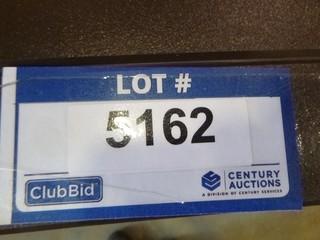 LOT #
5162
ClubBid
CENTURY
AUCTIONS
A DIVISION OF CENTURY SERVICES